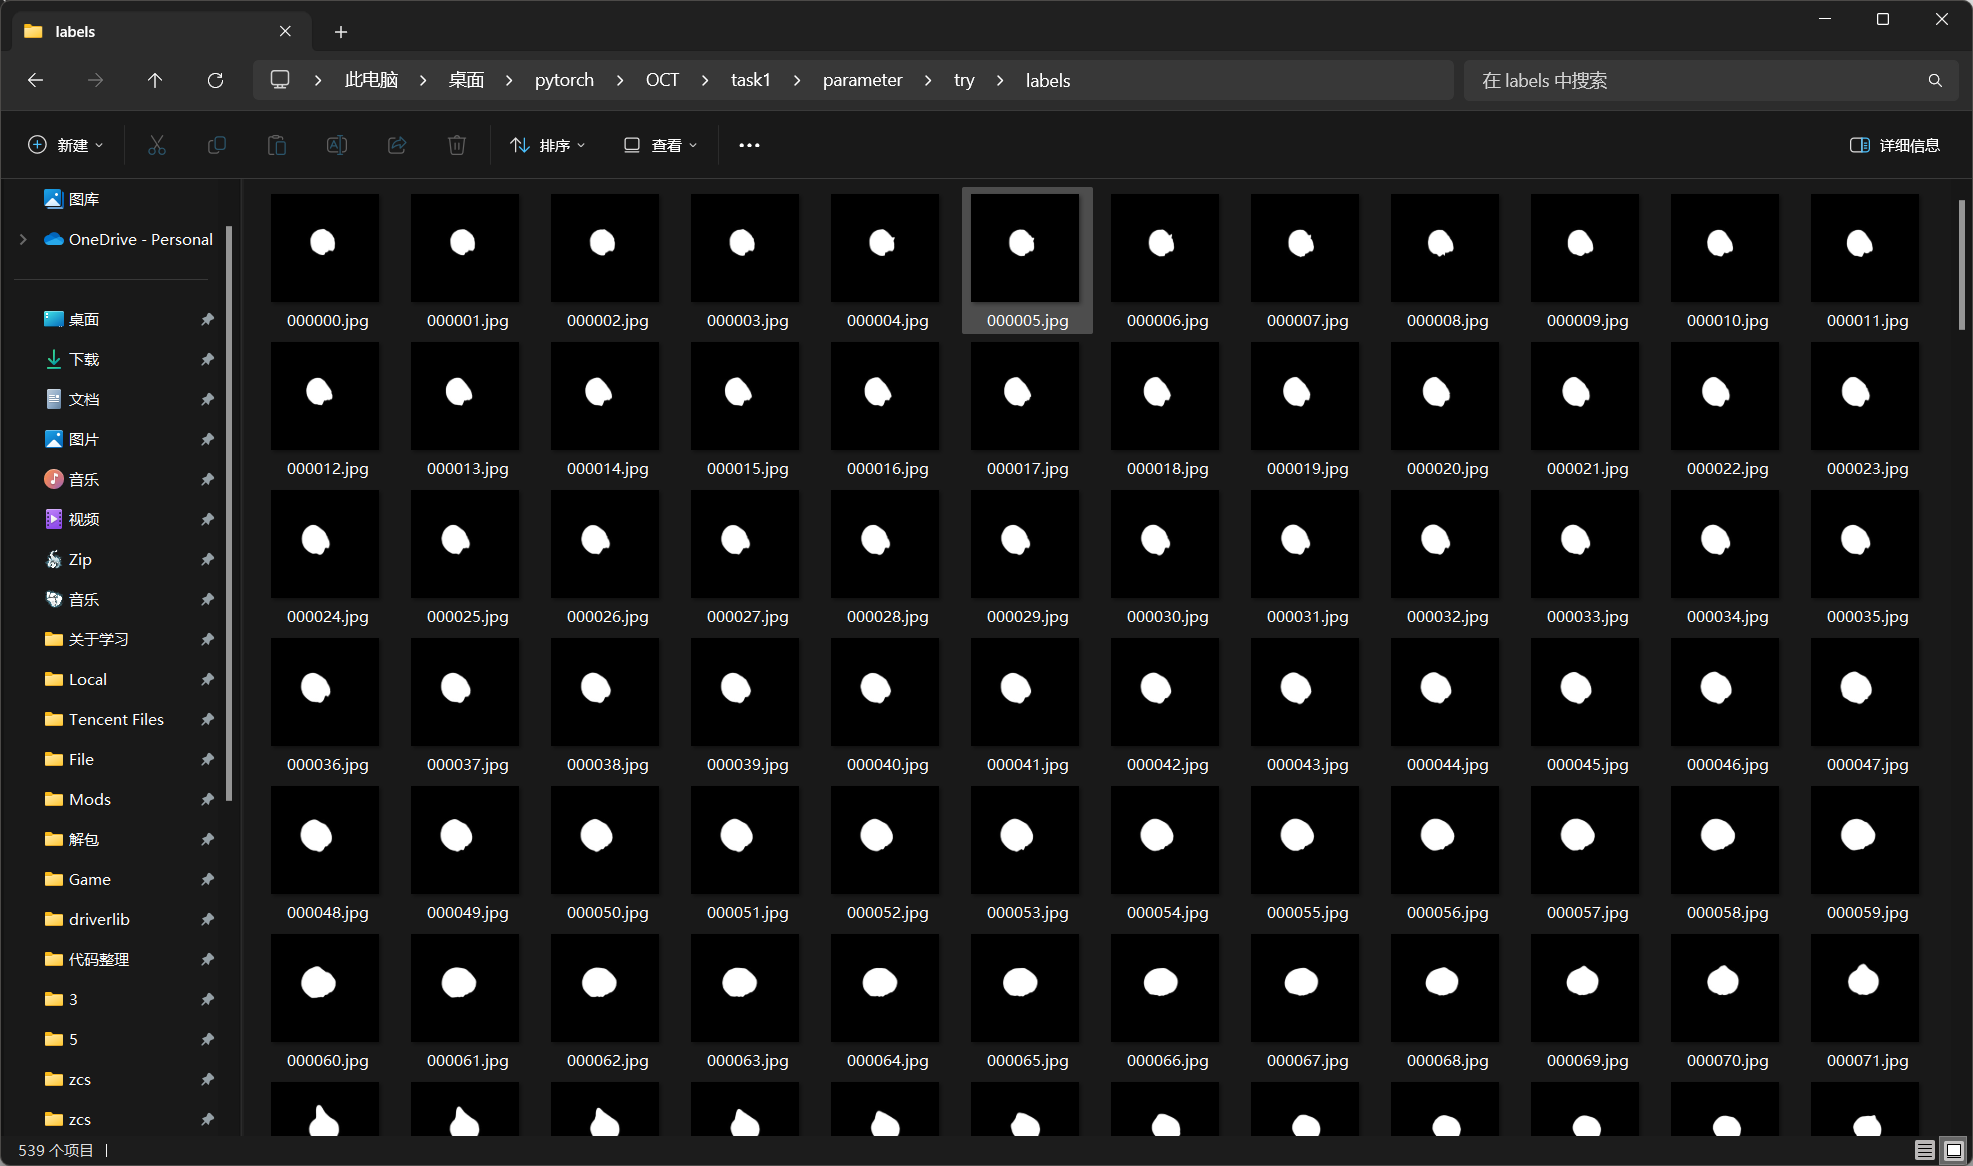 labels
此电脑 桌面 pytorch OCT task1 parameter try labels
在 labels 中搜索
新建 排序 查看 详细信息
图库
OneDrive - Personal
桌面
下载
文档
图片
音乐
视频
Zip
音乐
关于学习
Local
Tencent Files
File
Mods
解包
Game
driverlib
代码整理
3
5
zcs
zcs
000000.jpg 000001.jpg 000002.jpg 000003.jpg 000004.jpg 000005.jpg 000006.jpg 000007.jpg 000008.jpg 000009.jpg 000010.jpg 000011.jpg
000012.jpg 000013.jpg 000014.jpg 000015.jpg 000016.jpg 000017.jpg 000018.jpg 000019.jpg 000020.jpg 000021.jpg 000022.jpg 000023.jpg
000024.jpg 000025.jpg 000026.jpg 000027.jpg 000028.jpg 000029.jpg 000030.jpg 000031.jpg 000032.jpg 000033.jpg 000034.jpg 000035.jpg
000036.jpg 000037.jpg 000038.jpg 000039.jpg 000040.jpg 000041.jpg 000042.jpg 000043.jpg 000044.jpg 000045.jpg 000046.jpg 000047.jpg
000048.jpg 000049.jpg 000050.jpg 000051.jpg 000052.jpg 000053.jpg 000054.jpg 000055.jpg 000056.jpg 000057.jpg 000058.jpg 000059.jpg
000060.jpg 000061.jpg 000062.jpg 000063.jpg 000064.jpg 000065.jpg 000066.jpg 000067.jpg 000068.jpg 000069.jpg 000070.jpg 000071.jpg
539 个项目